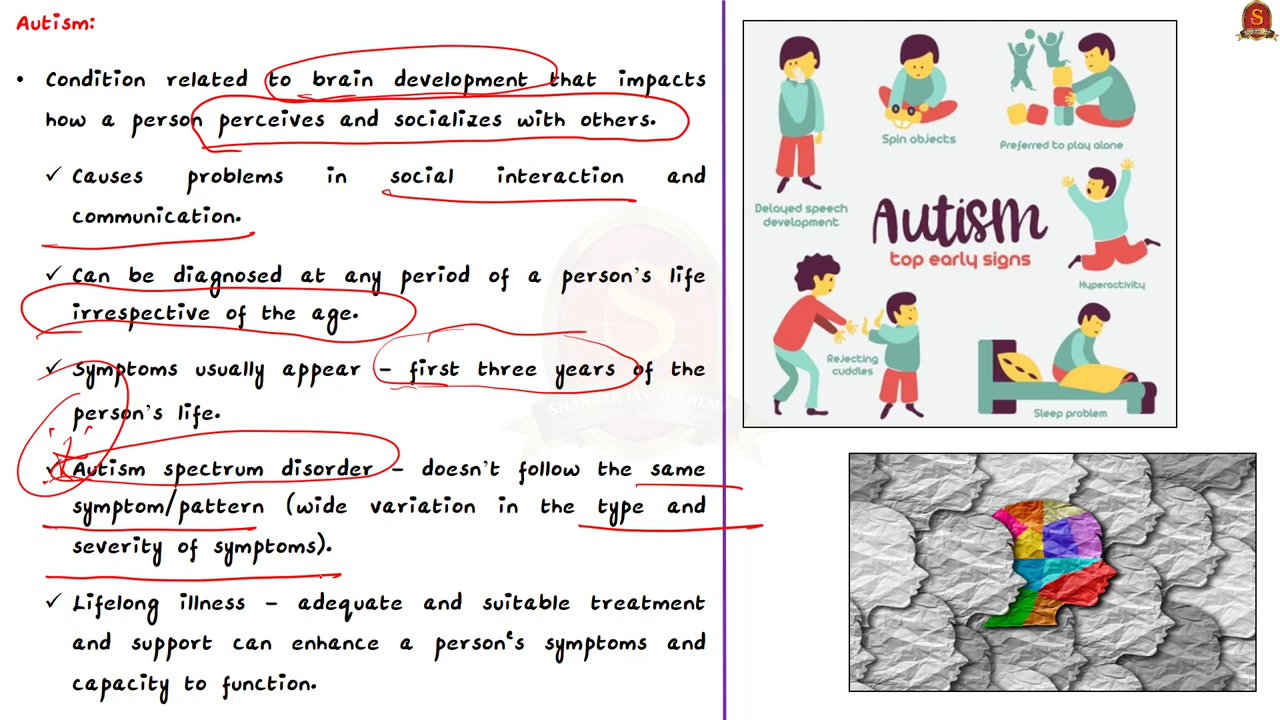 Autism:
• Condition related to brain development that impacts
how a person perceives and socializes with others.
✓ Causes problems in social interaction and
communication.
✓ Can be diagnosed at any period of a person's life
irrespective of the age.
✓ Symptoms usually appear – first three years of the
person's life.
✓ Autism spectrum disorder – doesn't follow the same
symptom/pattern (wide variation in the type and
severity of symptoms).
✓ Lifelong illness – adequate and suitable treatment
and support can enhance a person's symptoms and
capacity to function.
Spin objects
Preferred to play alone
Delayed speech
development
Autism
top early signs
Hyperactivity
Rejecting
cuddles
Sleep problem
SHANKAR IAS ACADEMY